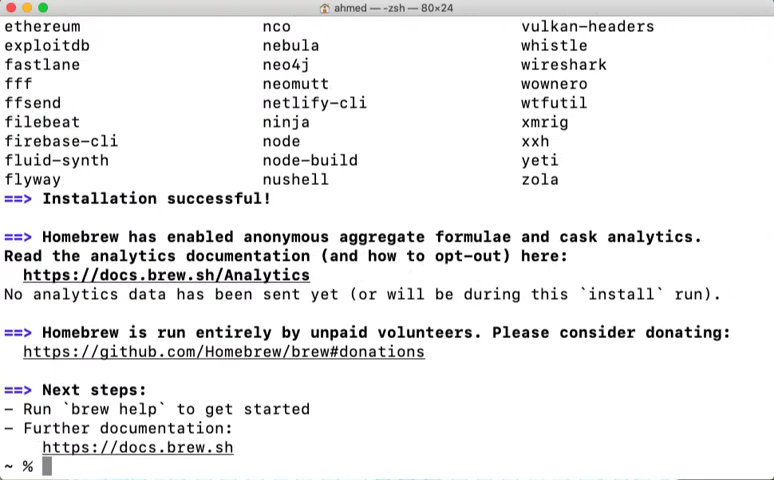 ahmed — -zsh — 80×24
ethereum nco vulkan-headers
exploitdb nebula whistle
fastlane neo4j wireshark
fff neomutt wownero
ffsend netlify-cli wtfutil
filebeat ninja xmrig
firebase-cli node xxh
fluid-synth node-build yeti
flyway nushell zola
==> Installation successful!
==> Homebrew has enabled anonymous aggregate formulae and cask analytics.
Read the analytics documentation (and how to opt-out) here:
https://docs.brew.sh/Analytics
No analytics data has been sent yet (or will be during this `install` run).
==> Homebrew is run entirely by unpaid volunteers. Please consider donating:
https://github.com/Homebrew/brew#donations
==> Next steps:
- Run `brew help` to get started
- Further documentation:
https://docs.brew.sh
~ %